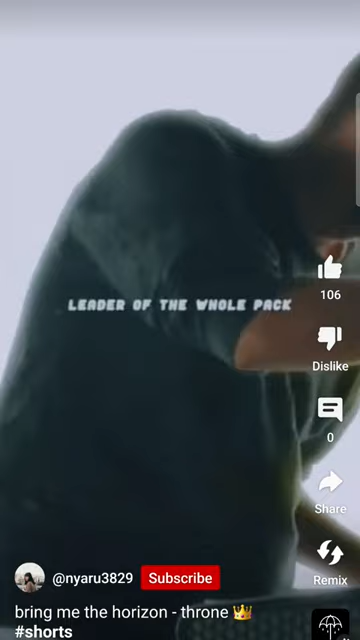 LEADER OF THE WHOLE PACK
106
Dislike
0
Share
Remix
@nyaru3829 Subscribe
bring me the horizon - throne 👑
#shorts